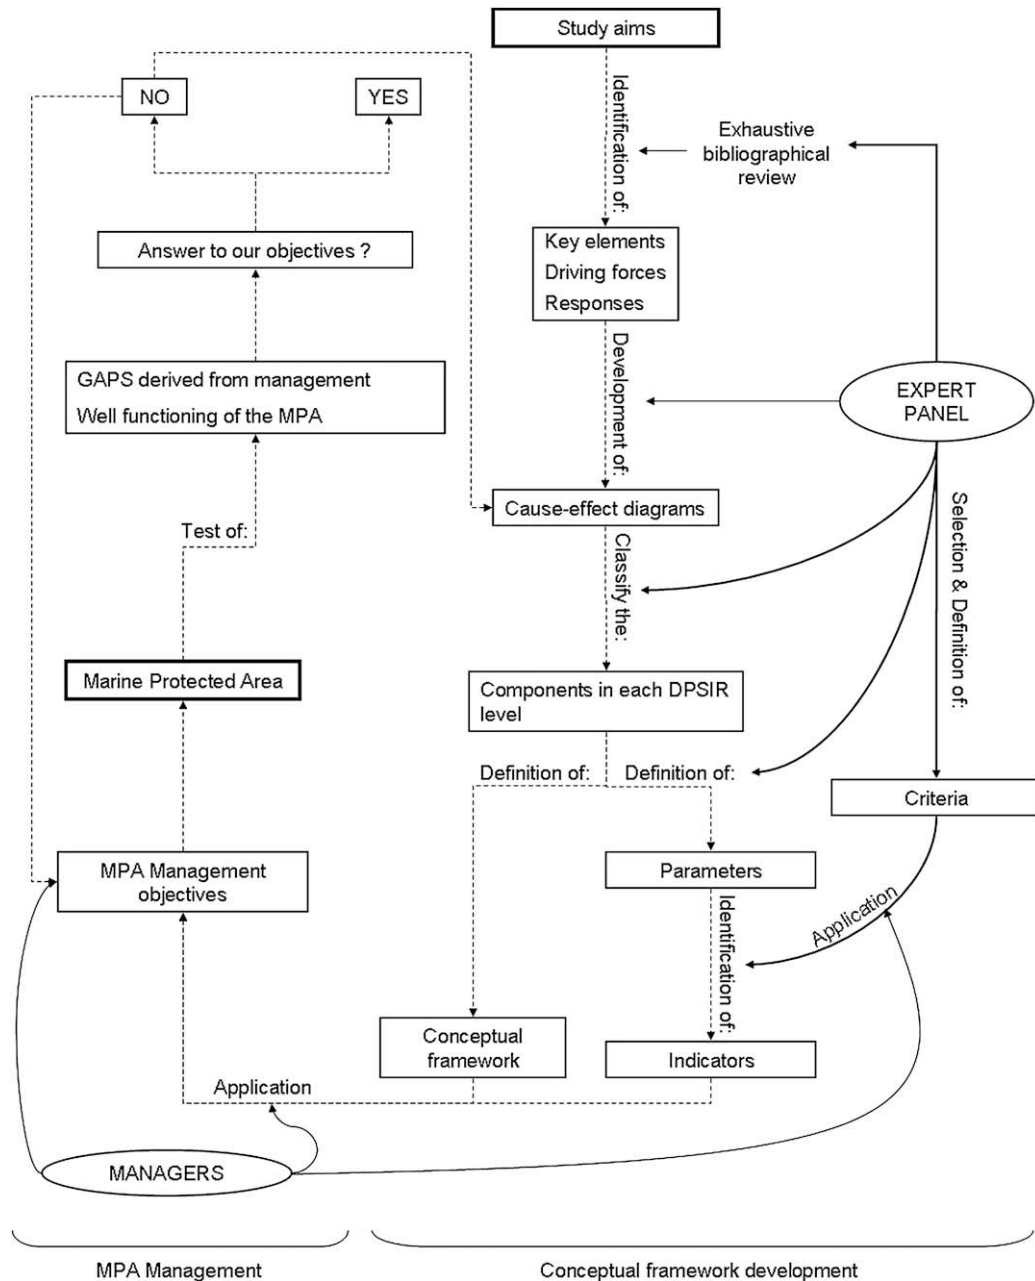 Study aims
NO
YES
Identification of:
Exhaustive
bibliographical
review
Answer to our objectives ?
Key elements
Driving forces
Responses
GAPS derived from management
Well functioning of the MPA
Development of:
EXPERT
PANEL
Test of:
Cause-effect diagrams
Classify the:
Selection & Definition of:
Marine Protected Area
Components in each DPSIR
level
Definition of:
Definition of:
Criteria
MPA Management
objectives
Parameters
Application
Identification of:
Conceptual
framework
Indicators
Application
MANAGERS
MPA Management
Conceptual framework development